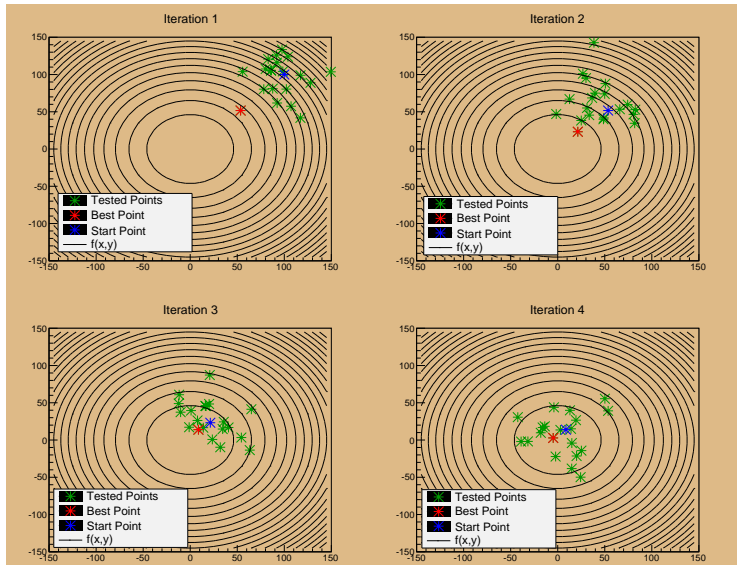 Iteration 1
150
100
50
0
-50
-100
-150
-150
-100
-50
0
50
100
150
Tested Points
Best Point
Start Point
f(x,y)
Iteration 2
150
100
50
0
-50
-100
-150
-150
-100
-50
0
50
100
150
Tested Points
Best Point
Start Point
f(x,y)
Iteration 3
150
100
50
0
-50
-100
-150
-150
-100
-50
0
50
100
150
Tested Points
Best Point
Start Point
f(x,y)
Iteration 4
150
100
50
0
-50
-100
-150
-150
-100
-50
0
50
100
150
Tested Points
Best Point
Start Point
f(x,y)